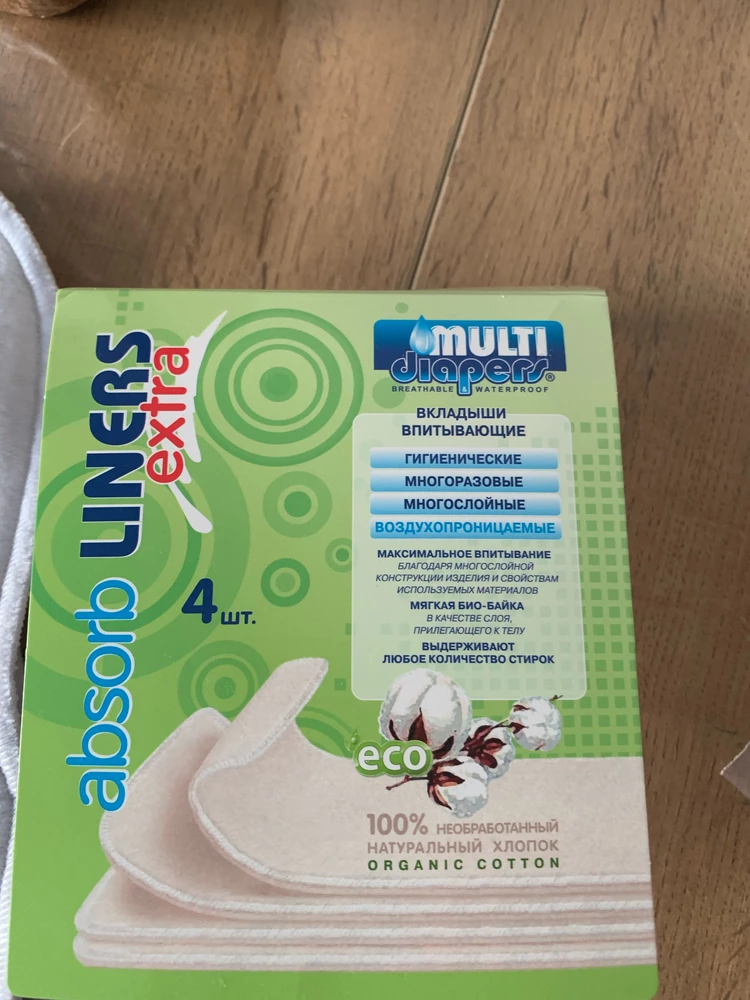 absorb LINERS
extra
4 шт.
MULTI
diapers®
BREATHABLE & WATERPROOF
ВКЛАДЫШИ
ВПИТЫВАЮЩИЕ
ГИГИЕНИЧЕСКИЕ
МНОГОРАЗОВЫЕ
МНОГОСЛОЙНЫЕ
ВОЗДУХОПРОНИЦАЕМЫЕ
МАКСИМАЛЬНОЕ ВПИТЫВАНИЕ
БЛАГОДАРЯ МНОГОСЛОЙНОЙ
КОНСТРУКЦИИ ИЗДЕЛИЯ И СВОЙСТВАМ
ИСПОЛЬЗУЕМЫХ МАТЕРИАЛОВ
МЯГКАЯ БИО-БАЙКА
В КАЧЕСТВЕ СЛОЯ,
ПРИЛЕГАЮЩЕГО К ТЕЛУ
ВЫДЕРЖИВАЮТ
ЛЮБОЕ КОЛИЧЕСТВО СТИРОК
eco
100% НЕОБРАБОТАННЫЙ
НАТУРАЛЬНЫЙ ХЛОПОК
ORGANIC COTTON